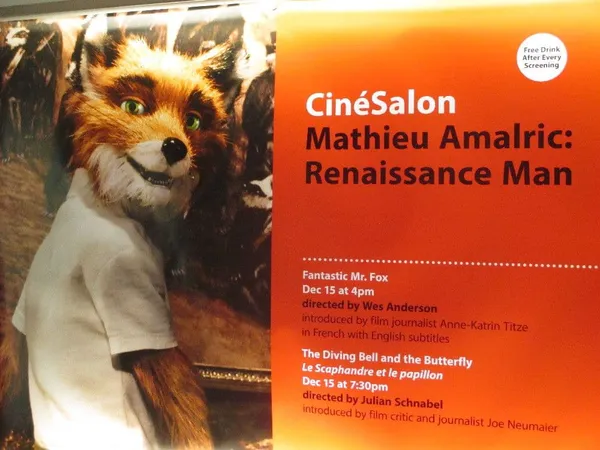 Free Drink
After Every
Screening
CinéSalon
Mathieu Amalric:
Renaissance Man
Fantastic Mr. Fox
Dec 15 at 4pm
directed by Wes Anderson
introduced by film journalist Anne-Katrin Titze
in French with English subtitles
The Diving Bell and the Butterfly
Le Scaphandre et le papillon
Dec 15 at 7:30pm
directed by Julian Schnabel
introduced by film critic and journalist Joe Neumaier